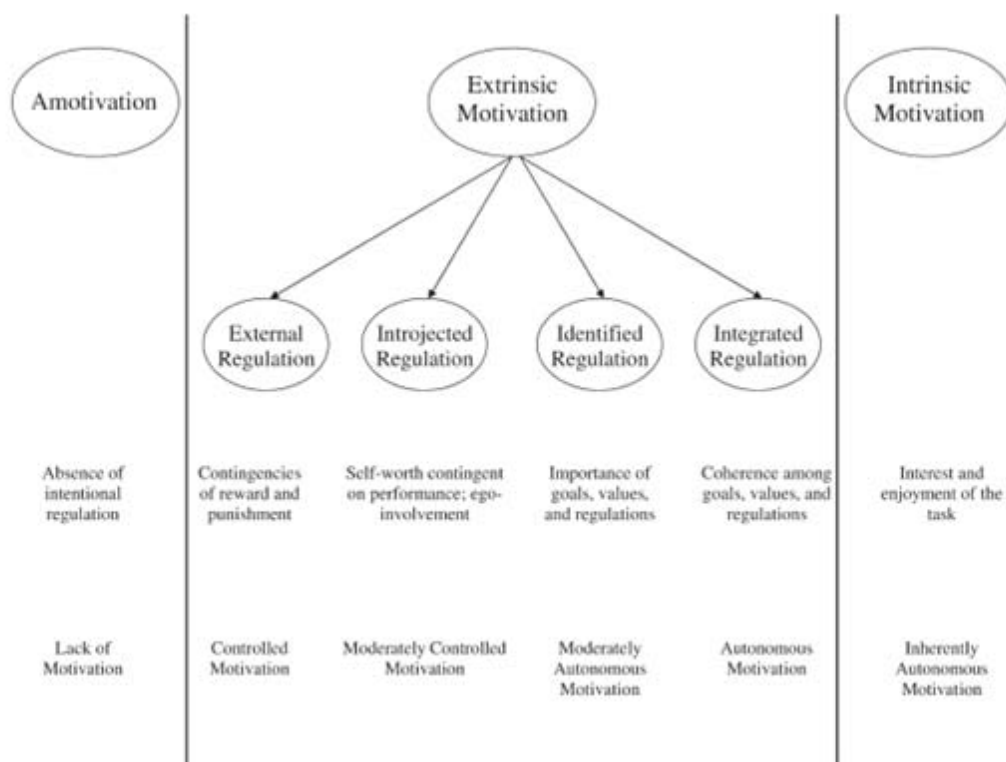 Amotivation
Extrinsic
Motivation
Intrinsic
Motivation
External
Regulation
Introjected
Regulation
Identified
Regulation
Integrated
Regulation
Absence of
intentional
regulation
Contingencies
of reward and
punishment
Self-worth contingent
on performance; ego-
involvement
Importance of
goals, values,
and regulations
Coherence among
goals, values, and
regulations
Interest and
enjoyment of the
task
Lack of
Motivation
Controlled
Motivation
Moderately Controlled
Motivation
Moderately
Autonomous
Motivation
Autonomous
Motivation
Inherently
Autonomous
Motivation